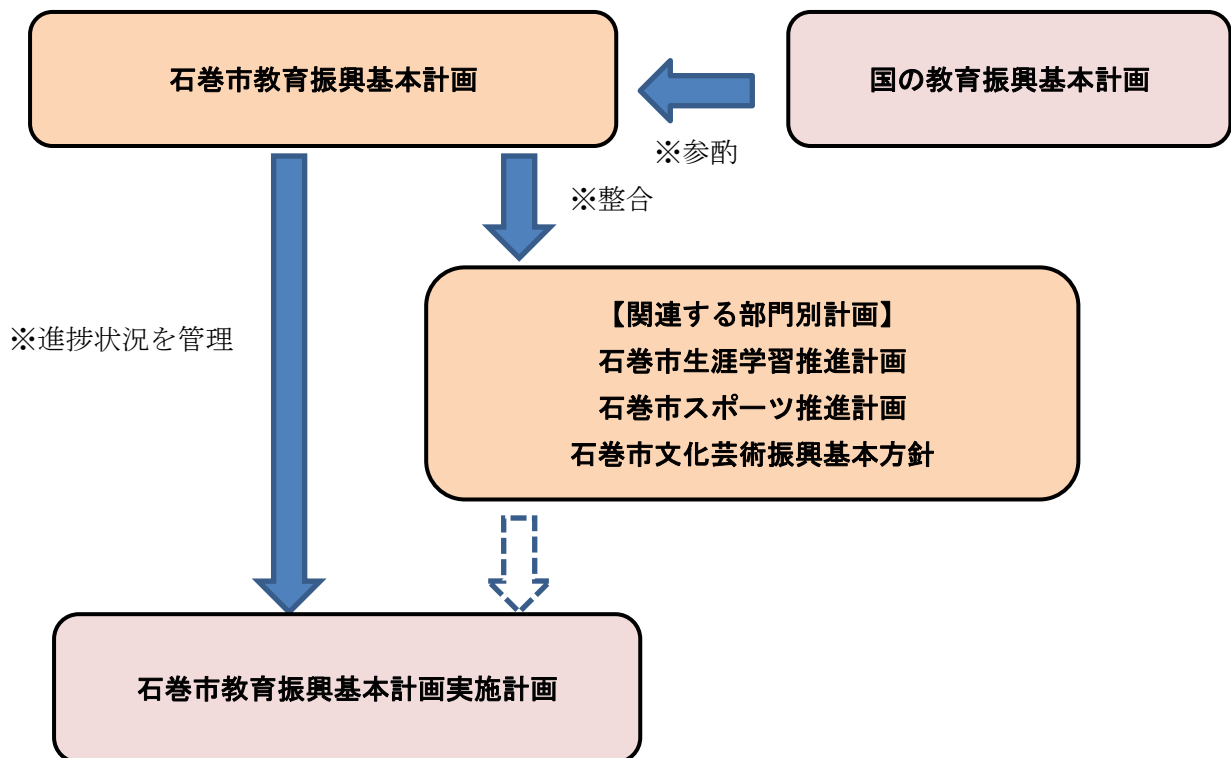 石巻市教育振興基本計画
国の教育振興基本計画
※参酌
※整合
【関連する部門別計画】
石巻市生涯学習推進計画
石巻市スポーツ推進計画
石巻市文化芸術振興基本方針
※進捗状況を管理
石巻市教育振興基本計画実施計画